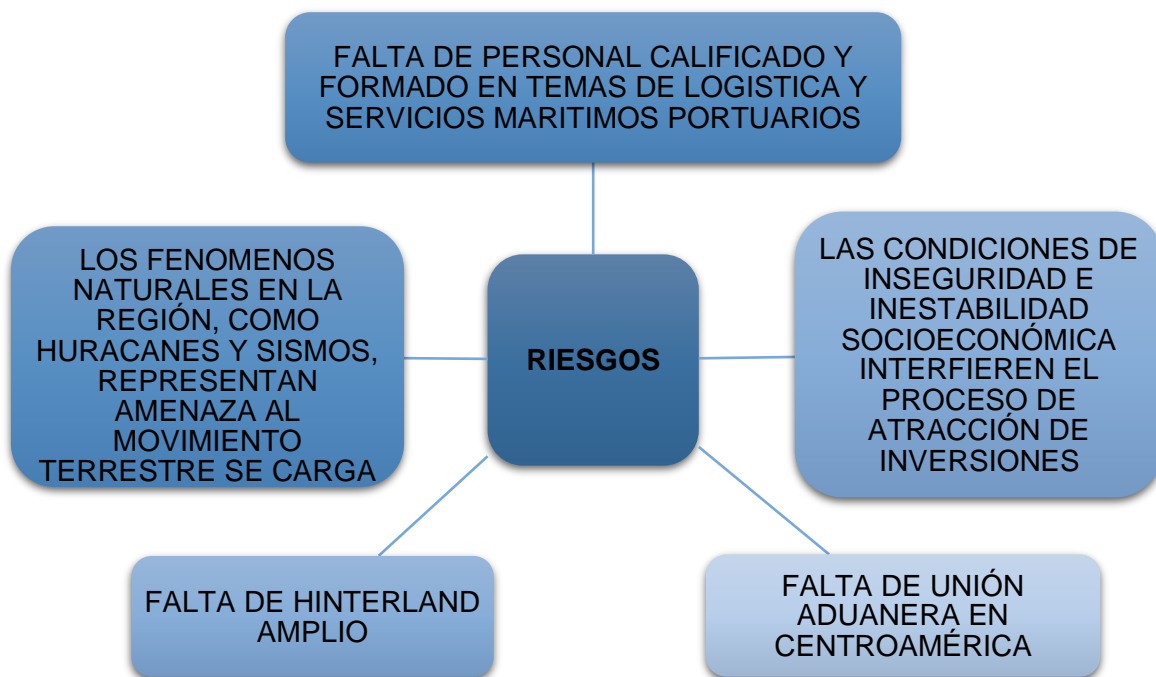 FALTA DE PERSONAL CALIFICADO Y
FORMADO EN TEMAS DE LOGISTICA Y
SERVICIOS MARITIMOS PORTUARIOS
LOS FENOMENOS
NATURALES EN LA
REGIÓN, COMO
HURACANES Y SISMOS,
REPRESENTAN
AMENAZA AL
MOVIMIENTO
TERRESTRE SE CARGA
RIESGOS
LAS CONDICIONES DE
INSEGURIDAD E
INESTABILIDAD
SOCIOECONÓMICA
INTERFIEREN EL
PROCESO DE
ATRACCIÓN DE
INVERSIONES
FALTA DE HINTERLAND
AMPLIO
FALTA DE UNIÓN
ADUANERA EN
CENTROAMÉRICA